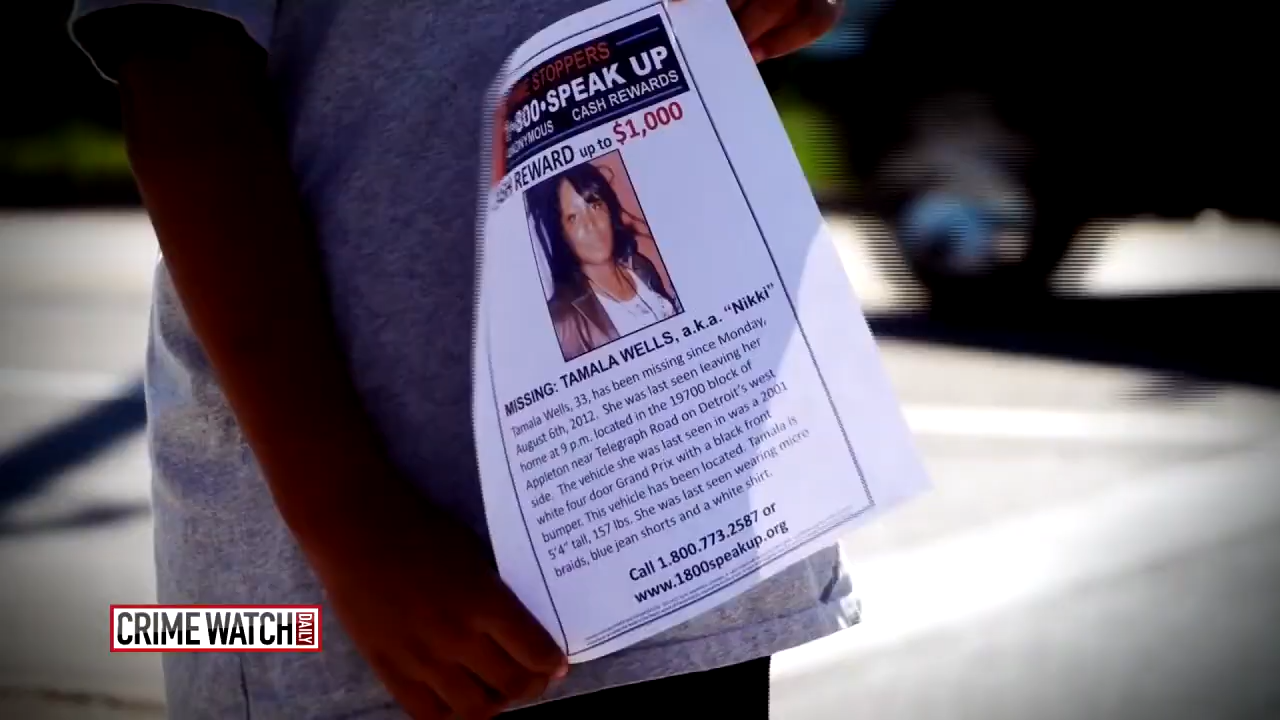 STOPPERS
800•SPEAK UP
CASH REWARDS
REWARD up to $1,000
MISSING: TAMALA WELLS, a.k.a. "Nikki"
Tamala Wells, 33, has been missing since Monday,
August 6th, 2012. She was last seen leaving her
home at 9 p.m. located in the 19700 block of
Appleton near Telegraph Road on Detroit's west
side. The vehicle she was last seen in was a 2001
white four door Grand Prix with a black front
bumper. This vehicle has been located. Tamala is
5'4" tall, 157 lbs. She was last seen wearing micro
braids, blue jean shorts and a white shirt.
Call 1.800.773.2587 or
www.1800speakup.org
CRIME WATCH DAILY